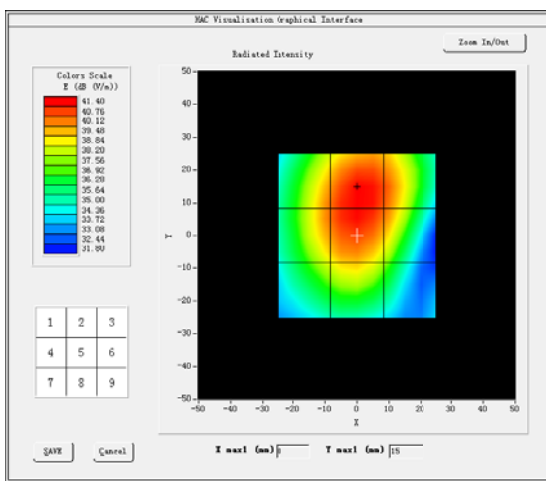 HAC Visualisation Graphical Interface
Zoom In/Out
Radiated Intensity
Colors Scale
E (dB (V/m))
41.40
40.76
40.12
39.48
38.84
38.20
37.56
36.92
36.28
35.64
35.00
34.36
33.72
33.08
32.44
31.80
50
40
30
20
10
Y 0
-10
-20
-30
-40
-50
-50 -40 -30 -20 -10 0 10 20 30 40 50
X
1 2 3
4 5 6
7 8 9
SAVE
Cancel
X max1 (mm)
Y max1 (mm) 15